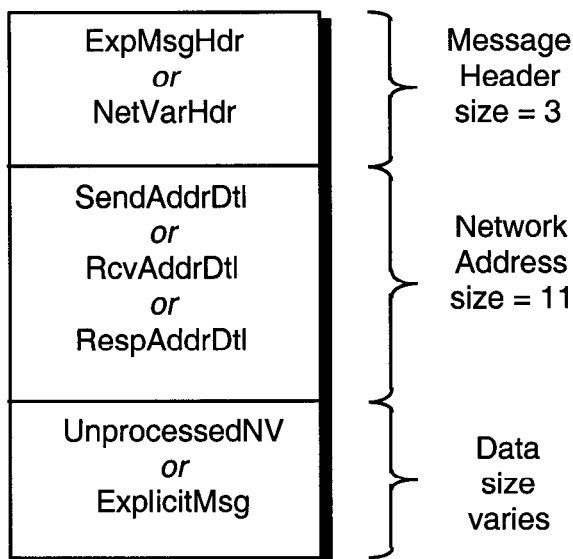 ExpMsgHdr
or
NetVarHdr
Message
Header
size = 3
SendAddrDtl
or
RcvAddrDtl
or
RespAddrDtl
Network
Address
size = 11
UnprocessedNV
or
ExplicitMsg
Data
size
varies